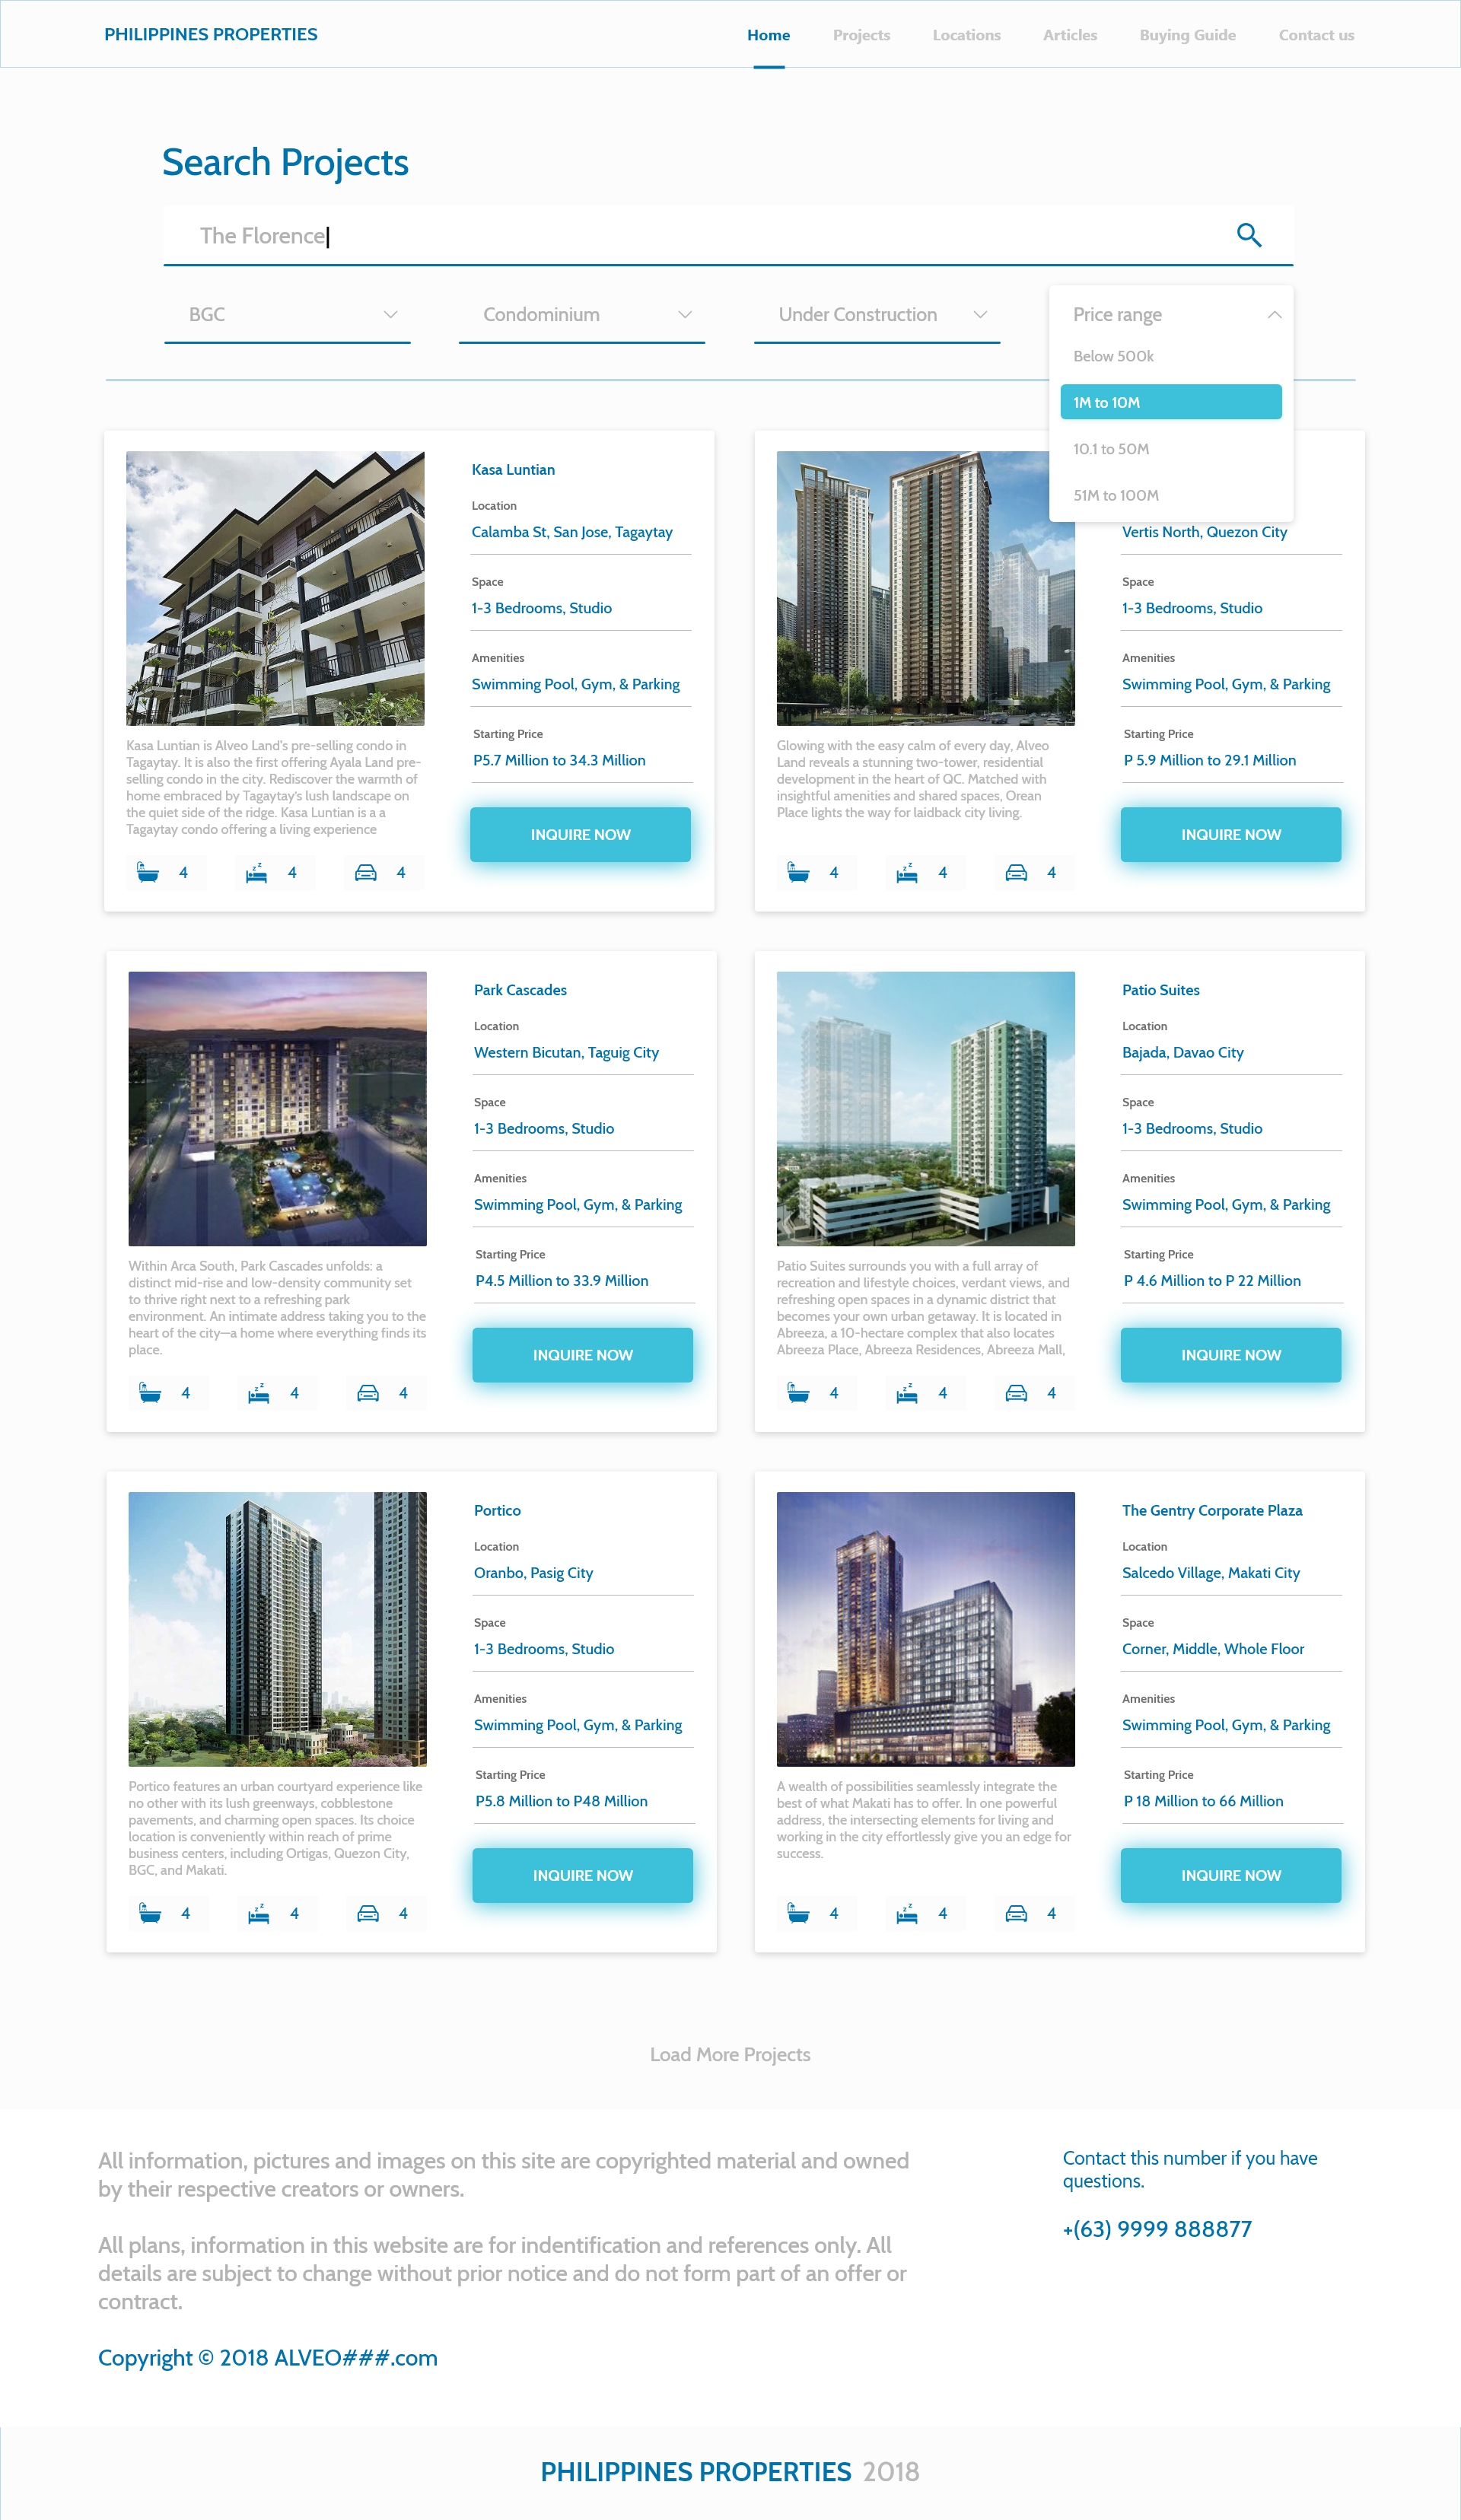 PHILIPPINES PROPERTIES
Home Projects Locations Articles Buying Guide Contact us
Search Projects
The Florence
BGC
Condominium
Under Construction
Price range
Below 500k
1M to 10M
10.1 to 50M
51M to 100M
Kasa Luntian
Location
Calamba St, San Jose, Tagaytay
Space
1-3 Bedrooms, Studio
Amenities
Swimming Pool, Gym, & Parking
Starting Price
P5.7 Million to 34.3 Million
INQUIRE NOW
Kasa Luntian is Alveo Land's pre-selling condo in
Tagaytay. It is also the first offering Ayala Land pre-
selling condo in the city. Rediscover the warmth of
home embraced by Tagaytay's lush landscape on
the quiet side of the ridge. Kasa Luntian is a a
Tagaytay condo offering a living experience
4 4 4
Vertis North, Quezon City
Space
1-3 Bedrooms, Studio
Amenities
Swimming Pool, Gym, & Parking
Starting Price
P 5.9 Million to 29.1 Million
INQUIRE NOW
Glowing with the easy calm of every day, Alveo
Land reveals a stunning two-tower, residential
development in the heart of QC. Matched with
insightful amenities and shared spaces, Orean
Place lights the way for laidback city living.
4 4 4
Park Cascades
Location
Western Bicutan, Taguig City
Space
1-3 Bedrooms, Studio
Amenities
Swimming Pool, Gym, & Parking
Starting Price
P4.5 Million to 33.9 Million
INQUIRE NOW
Within Arca South, Park Cascades unfolds: a
distinct mid-rise and low-density community set
to thrive right next to a refreshing park
environment. An intimate address taking you to the
heart of the city—a home where everything finds its
place.
4 4 4
Patio Suites
Location
Bajada, Davao City
Space
1-3 Bedrooms, Studio
Amenities
Swimming Pool, Gym, & Parking
Starting Price
P 4.6 Million to P 22 Million
INQUIRE NOW
Patio Suites surrounds you with a full array of
recreation and lifestyle choices, verdant views, and
refreshing open spaces in a dynamic district that
becomes your own urban getaway. It is located in
Abreeza, a 10-hectare complex that also locates
Abreeza Place, Abreeza Residences, Abreeza Mall,
4 4 4
Portico
Location
Oranbo, Pasig City
Space
1-3 Bedrooms, Studio
Amenities
Swimming Pool, Gym, & Parking
Starting Price
P5.8 Million to P48 Million
INQUIRE NOW
Portico features an urban courtyard experience like
no other with its lush greenways, cobblestone
pavements, and charming open spaces. Its choice
location is conveniently within reach of prime
business centers, including Ortigas, Quezon City,
BGC, and Makati.
4 4 4
The Gentry Corporate Plaza
Location
Salcedo Village, Makati City
Space
Corner, Middle, Whole Floor
Amenities
Swimming Pool, Gym, & Parking
Starting Price
P 18 Million to 66 Million
INQUIRE NOW
A wealth of possibilities seamlessly integrate the
best of what Makati has to offer. In one powerful
address, the intersecting elements for living and
working in the city effortlessly give you an edge for
success.
4 4 4
Load More Projects
All information, pictures and images on this site are copyrighted material and owned
by their respective creators or owners.
All plans, information in this website are for indentification and references only. All
details are subject to change without prior notice and do not form part of an offer or
contract.
Copyright © 2018 ALVEO###.com
Contact this number if you have
questions.
+(63) 9999 888877
PHILIPPINES PROPERTIES 2018